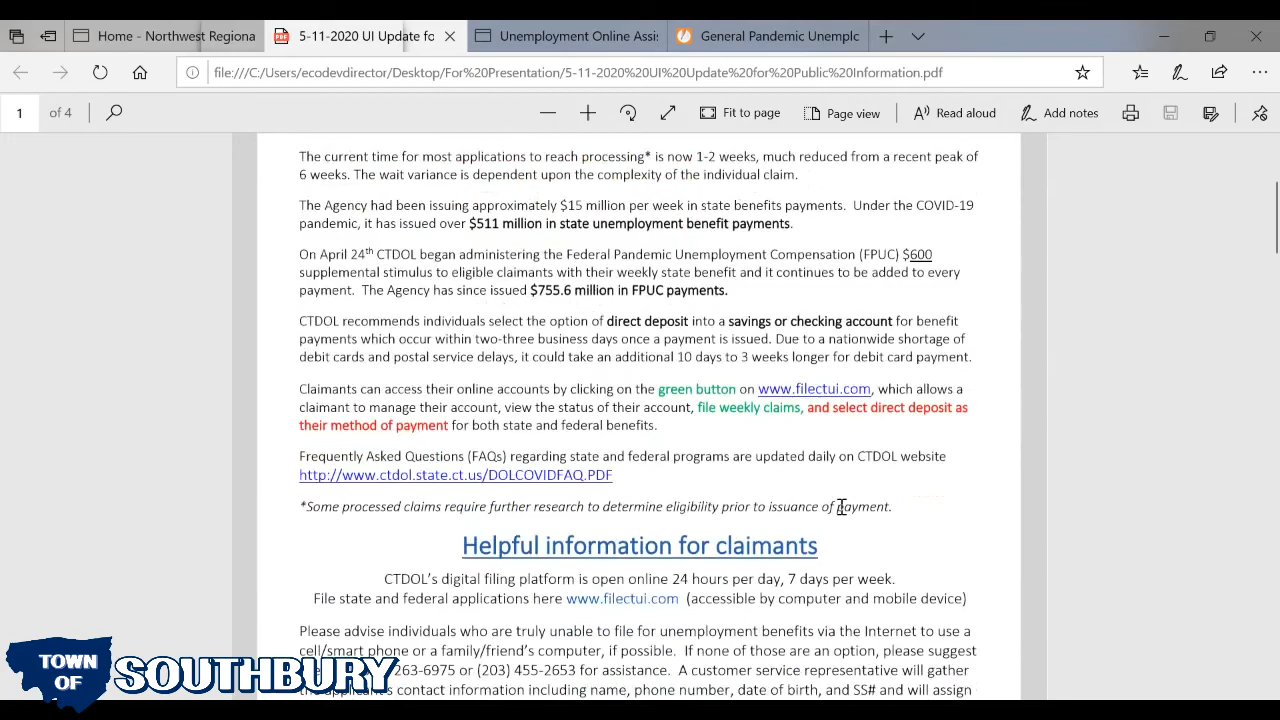 Home - Northwest Regiona
5-11-2020 UI Update fo
Unemployment Online Assi
General Pandemic Unemplc
file:///C:/Users/ecodevdirector/Desktop/For%20Presentation/5-11-2020%20UI%20Update%20for%20Public%20Information.pdf
1 of 4
Fit to page
Page view
Read aloud
Add notes
The current time for most applications to reach processing* is now 1-2 weeks, much reduced from a recent peak of
6 weeks. The wait variance is dependent upon the complexity of the individual claim.
The Agency had been issuing approximately $15 million per week in state benefits payments. Under the COVID-19
pandemic, it has issued over $511 million in state unemployment benefit payments.
On April 24th CTDOL began administering the Federal Pandemic Unemployment Compensation (FPUC) $600
supplemental stimulus to eligible claimants with their weekly state benefit and it continues to be added to every
payment. The Agency has since issued $755.6 million in FPUC payments.
CTDOL recommends individuals select the option of direct deposit into a savings or checking account for benefit
payments which occur within two-three business days once a payment is issued. Due to a nationwide shortage of
debit cards and postal service delays, it could take an additional 10 days to 3 weeks longer for debit card payment.
Claimants can access their online accounts by clicking on the green button on www.filectui.com, which allows a
claimant to manage their account, view the status of their account, file weekly claims, and select direct deposit as
their method of payment for both state and federal benefits.
Frequently Asked Questions (FAQs) regarding state and federal programs are updated daily on CTDOL website
http://www.ctdol.state.ct.us/DOLCOVIDFAQ.PDF
*Some processed claims require further research to determine eligibility prior to issuance of payment.
Helpful information for claimants
CTDOL's digital filing platform is open online 24 hours per day, 7 days per week.
File state and federal applications here www.filectui.com (accessible by computer and mobile device)
Please advise individuals who are truly unable to file for unemployment benefits via the Internet to use a
cell/smart phone or a family/friend's computer, if possible. If none of those are an option, please suggest
263-6975 or (203) 455-2653 for assistance. A customer service representative will gather
applicant's contact information including name, phone number, date of birth, and SS# and will assign
TOWN
OF
SOUTHBURY